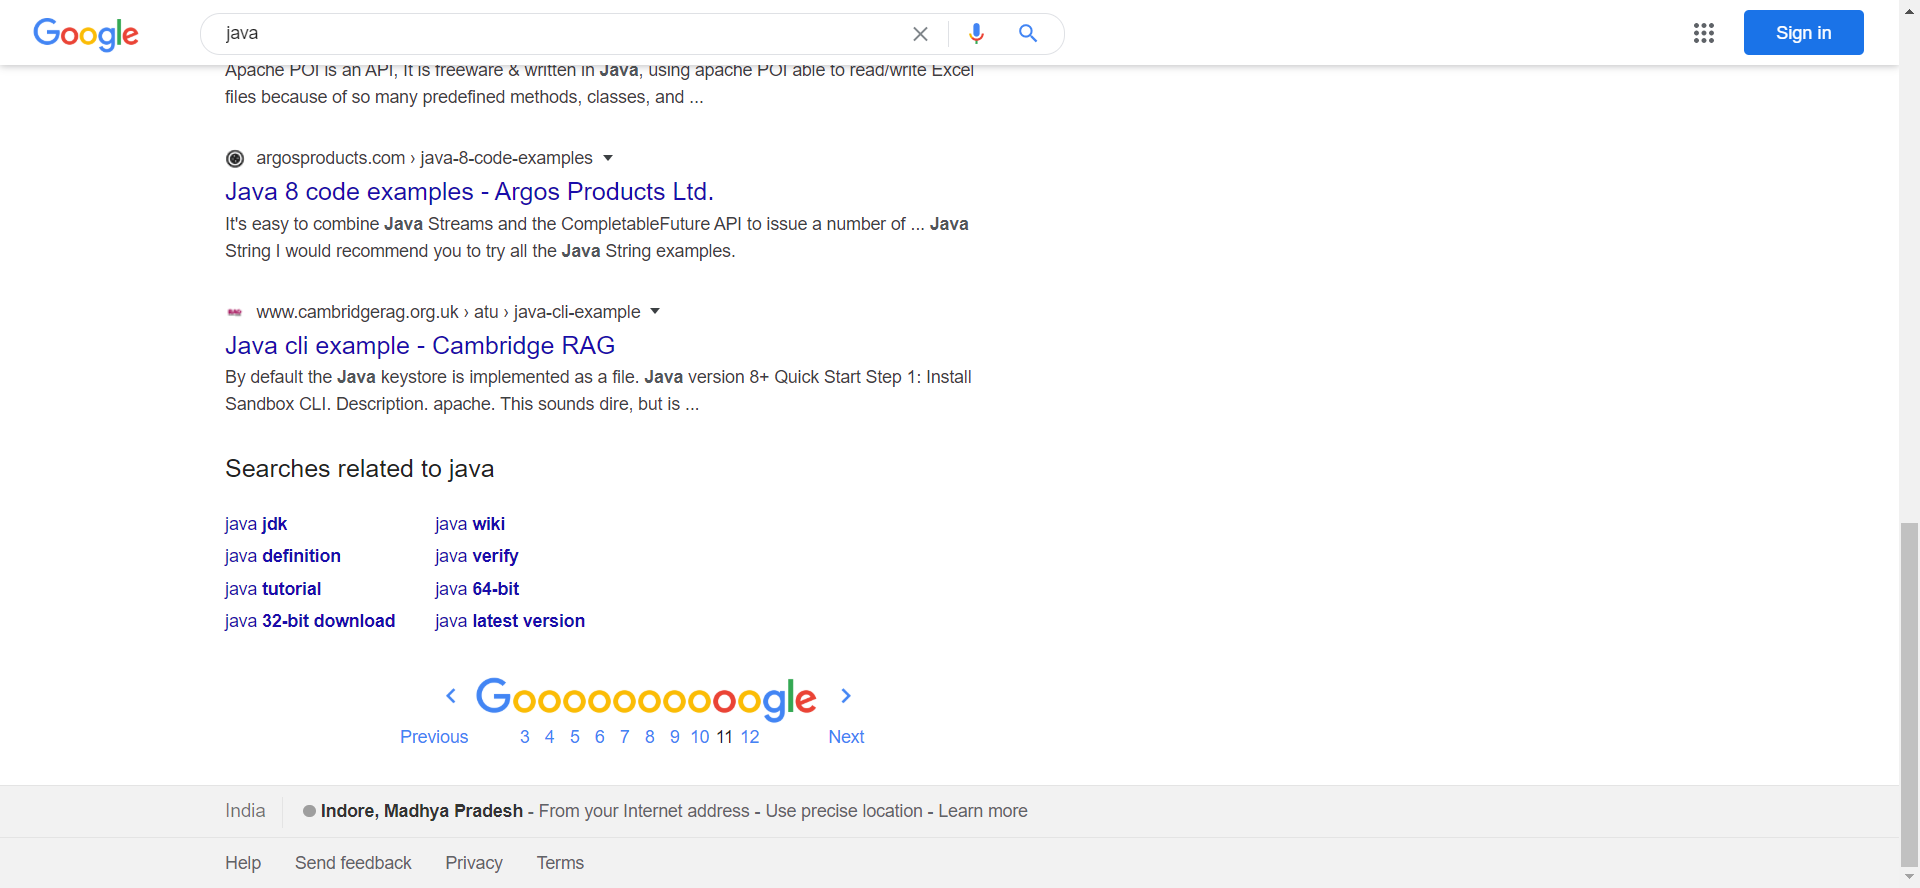 Google
java
Sign in
Apache POI is an API, It is freeware & written in Java, using apache POI able to read/write Excel
files because of so many predefined methods, classes, and ...
argosproducts.com › java-8-code-examples
Java 8 code examples - Argos Products Ltd.
It's easy to combine Java Streams and the CompletableFuture API to issue a number of ... Java
String I would recommend you to try all the Java String examples.
www.cambridgerag.org.uk › atu › java-cli-example
Java cli example - Cambridge RAG
By default the Java keystore is implemented as a file. Java version 8+ Quick Start Step 1: Install
Sandbox CLI. Description. apache. This sounds dire, but is ...
Searches related to java
java jdk
java wiki
java definition
java verify
java tutorial
java 64-bit
java 32-bit download
java latest version
Goooooooooogle
Previous 3 4 5 6 7 8 9 10 11 12 Next
India
Indore, Madhya Pradesh - From your Internet address - Use precise location - Learn more
Help Send feedback Privacy Terms